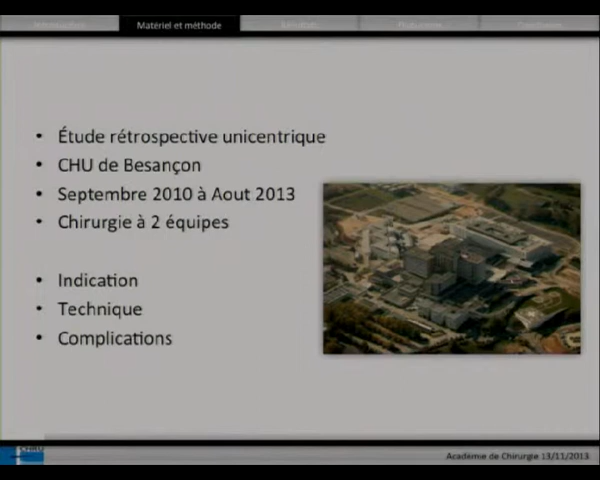 Matériel et méthode
• Étude rétrospective unicentrique
• CHU de Besançon
• Septembre 2010 à Aout 2013
• Chirurgie à 2 équipes
• Indication
• Technique
• Complications
CHRU
Académie de Chirurgie 13/11/2013